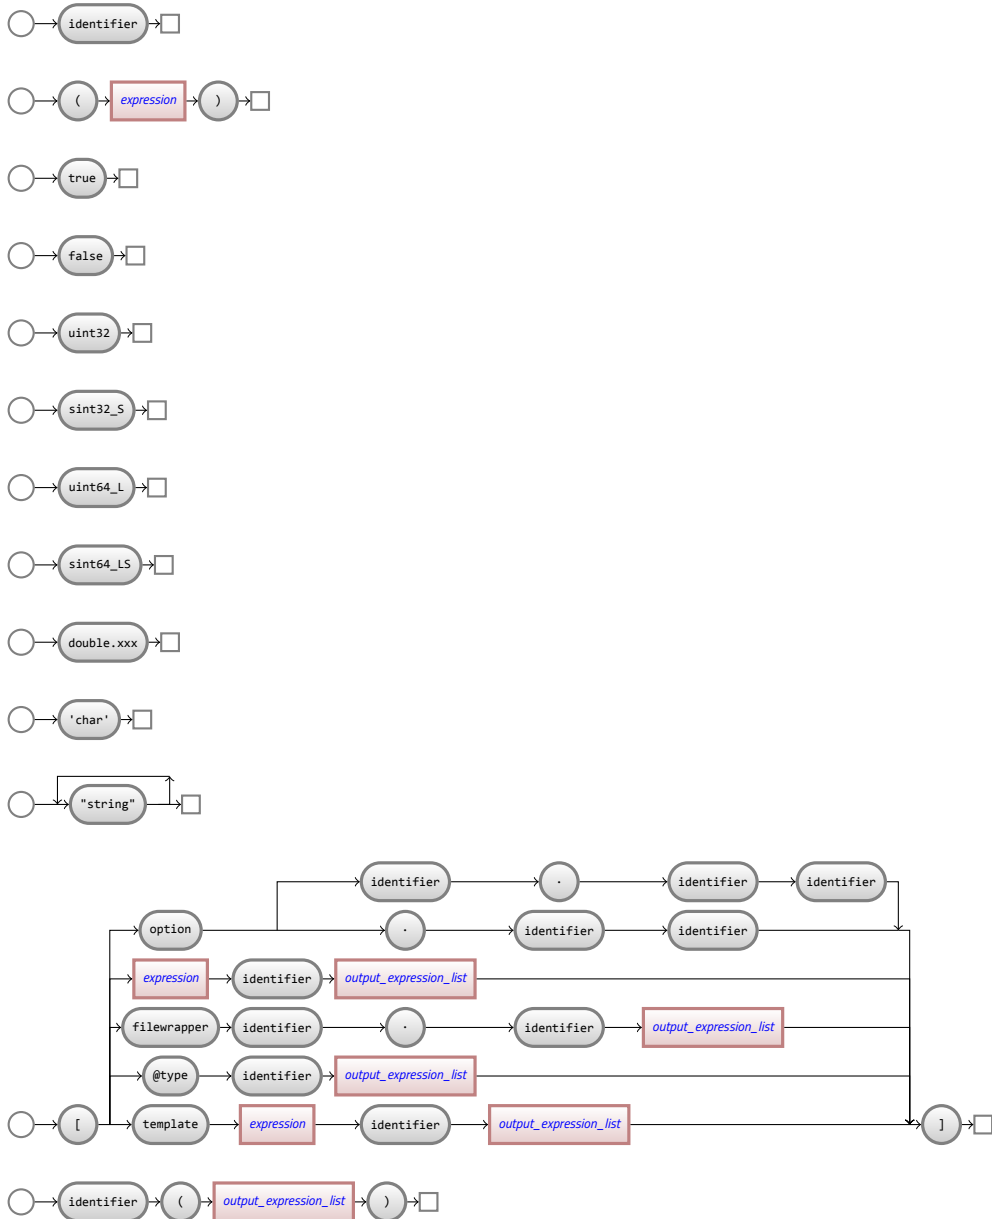 identifier
( expression )
true
false
uint32
sint32_S
uint64_L
sint64_LS
double.xxx
'char'
"string"
identifier . identifier identifier
option . identifier identifier
expression identifier output_expression_list
filewrapper identifier . identifier output_expression_list
@type identifier output_expression_list
[ template expression identifier output_expression_list ]
identifier ( output_expression_list )